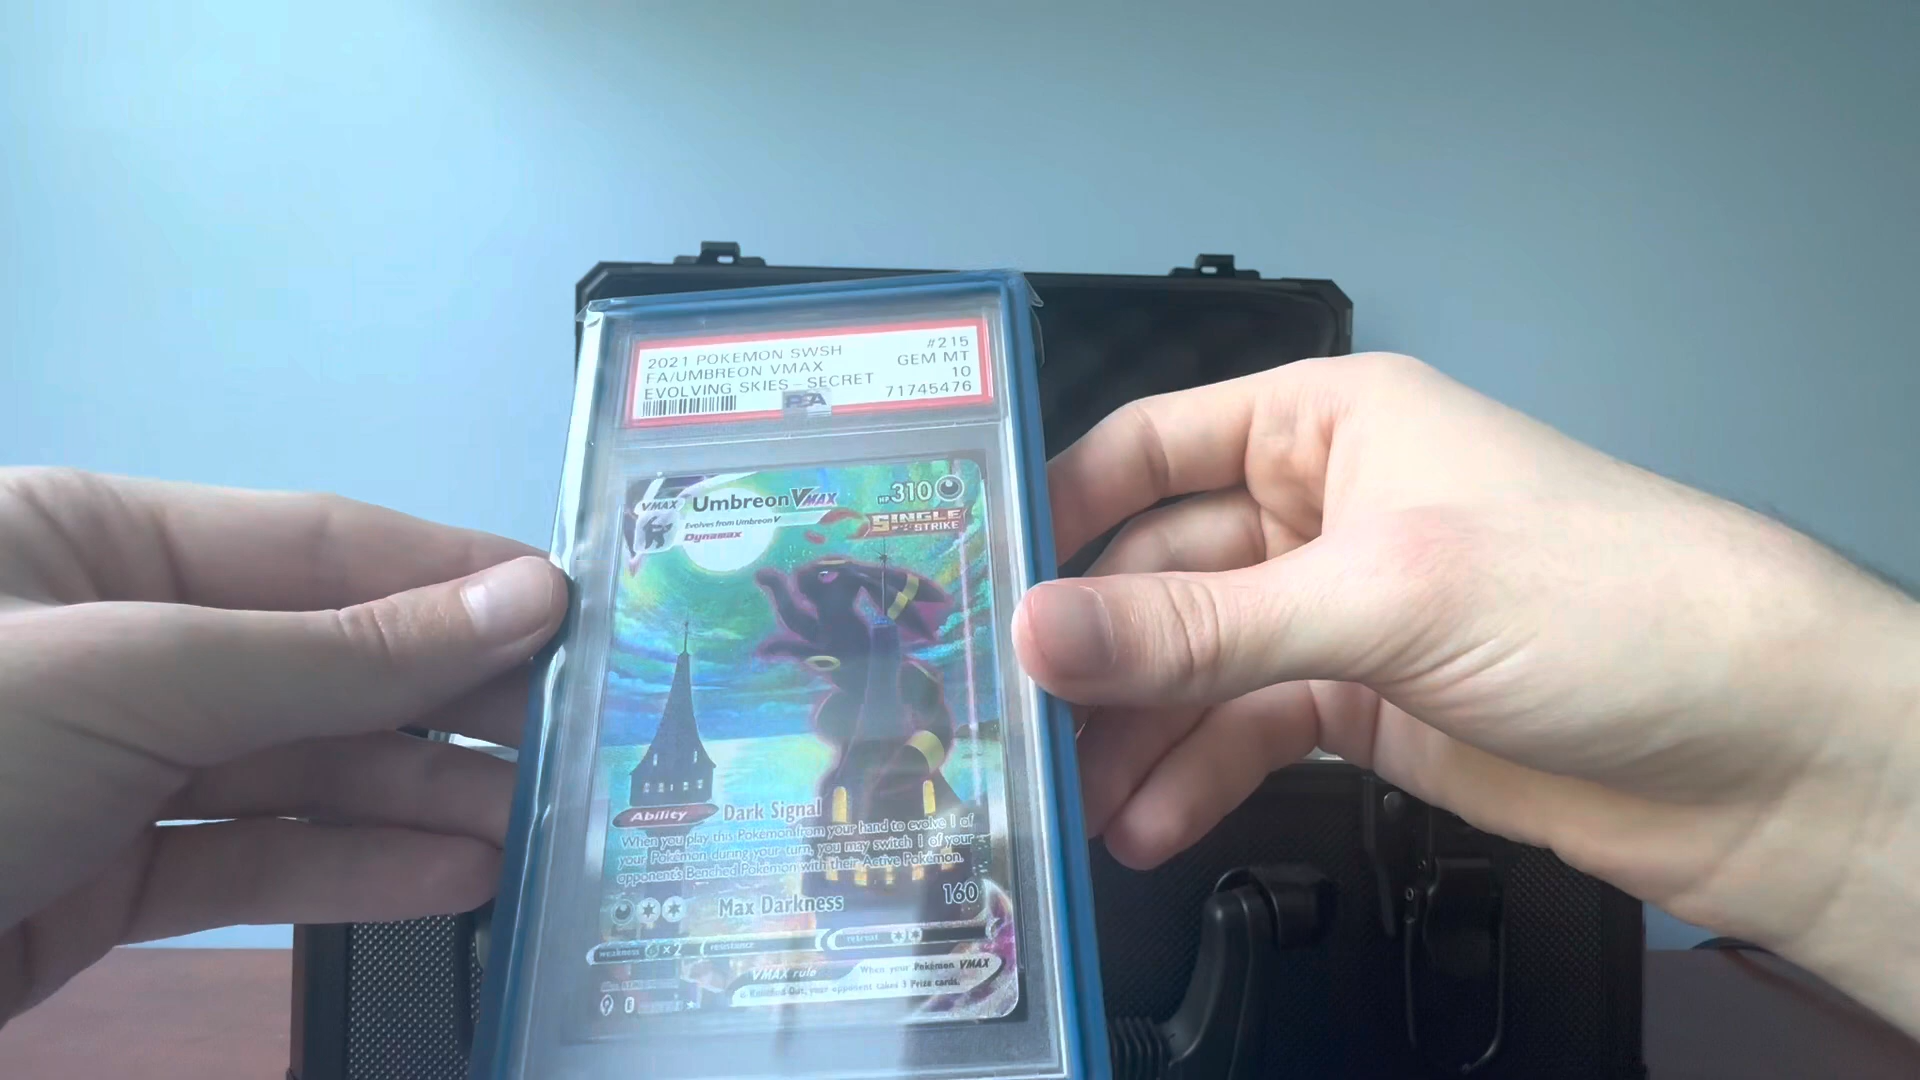 2021 POKEMON SWSH #215
FA/UMBREON VMAX GEM MT
EVOLVING SKIES – SECRET 10
71745476
PSA
VMAX Umbreon VMAX HP 310
Evolves from Umbreon V
Dynamax
SINGLE STRIKE
Ability Dark Signal
When you play this Pokémon from your hand to evolve 1 of
your Pokémon during your turn, you may switch 1 of your
opponent's Benched Pokémon with their Active Pokémon.
Max Darkness 160
weakness ×2 resistance retreat
VMAX rule When your Pokémon VMAX
is Knocked Out, your opponent takes 3 Prize cards.